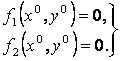 f₁(x⁰, y⁰) = 0,
f₂(x⁰, y⁰) = 0.}